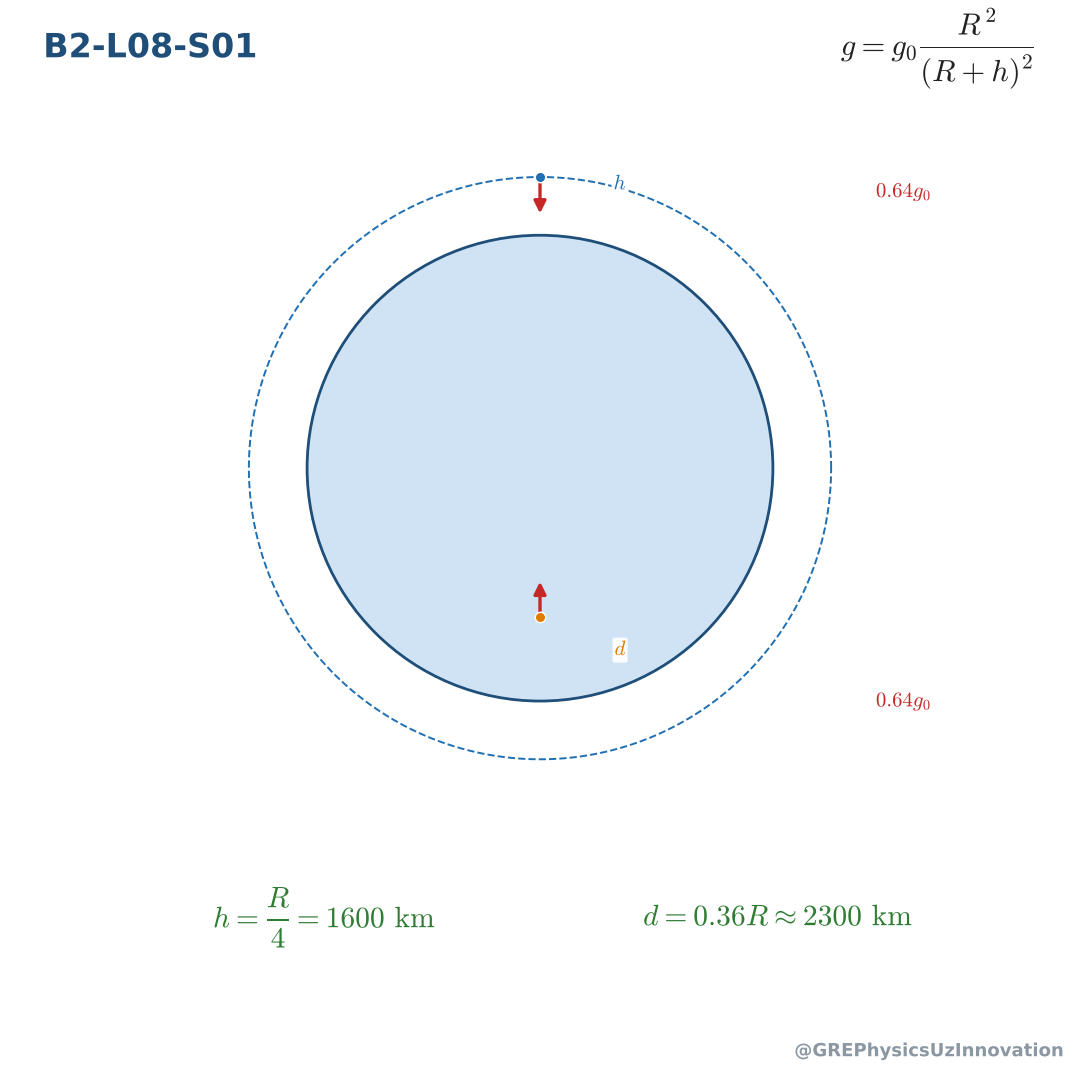 B2-L08-S01
g = g₀ R²/(R + h)²
h
0.64g₀
d
0.64g₀
h = R/4 = 1600 km
d = 0.36R ≈ 2300 km
@GREPhysicsUzInnovation